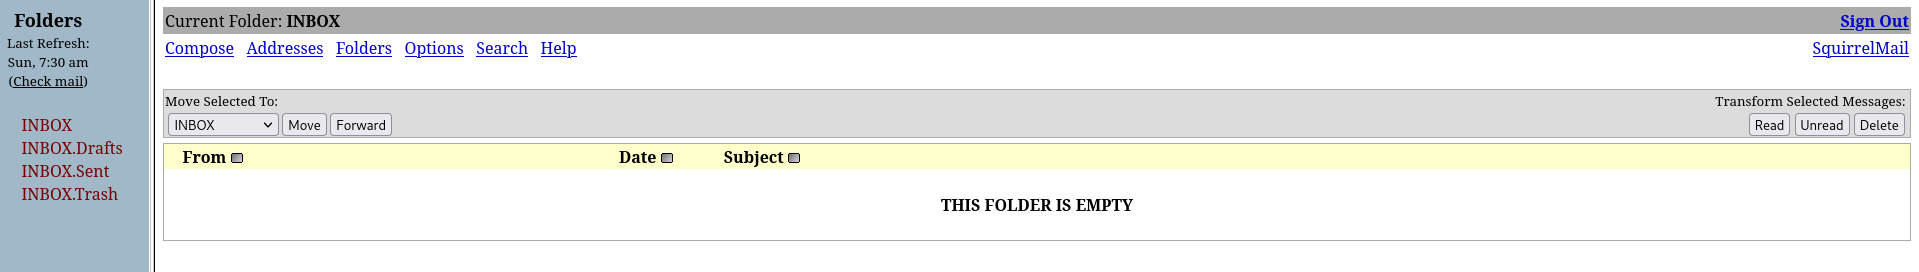 Folders
Last Refresh:
Sun, 7:30 am
(Check mail)
INBOX
INBOX.Drafts
INBOX.Sent
INBOX.Trash
Current Folder: INBOX Sign Out
Compose Addresses Folders Options Search Help SquirrelMail
Move Selected To: Transform Selected Messages:
INBOX Move Forward Read Unread Delete
From Date Subject
THIS FOLDER IS EMPTY